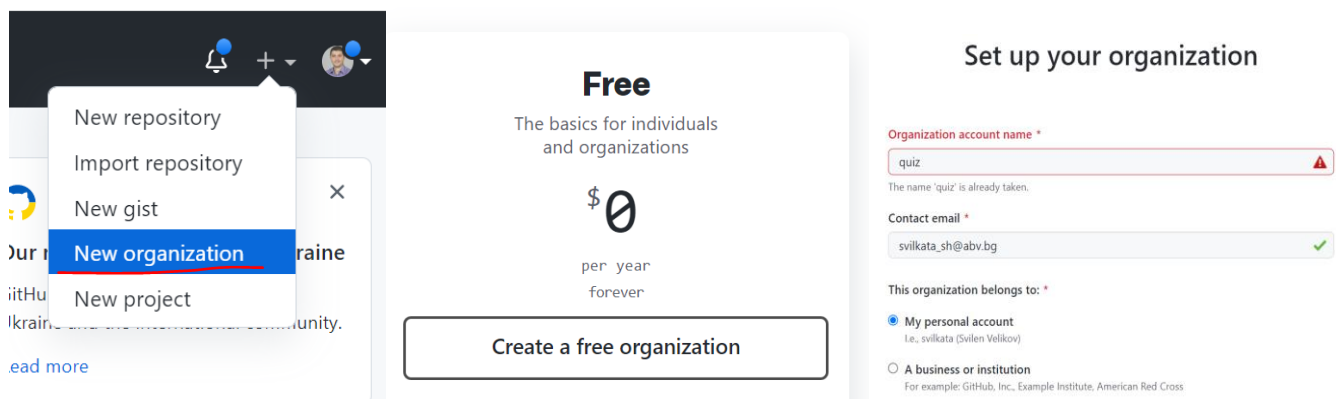 New repository
Import repository
New gist
New organization
New project
Our r
raine
GitHu
Ukraine and the international community.
Read more
Free
The basics for individuals
and organizations
$0
per year
forever
Create a free organization
Set up your organization
Organization account name *
quiz
The name 'quiz' is already taken.
Contact email *
svilkata_sh@abv.bg
This organization belongs to: *
My personal account
I.e., svilkata (Svilen Velikov)
A business or institution
For example: GitHub, Inc., Example Institute, American Red Cross